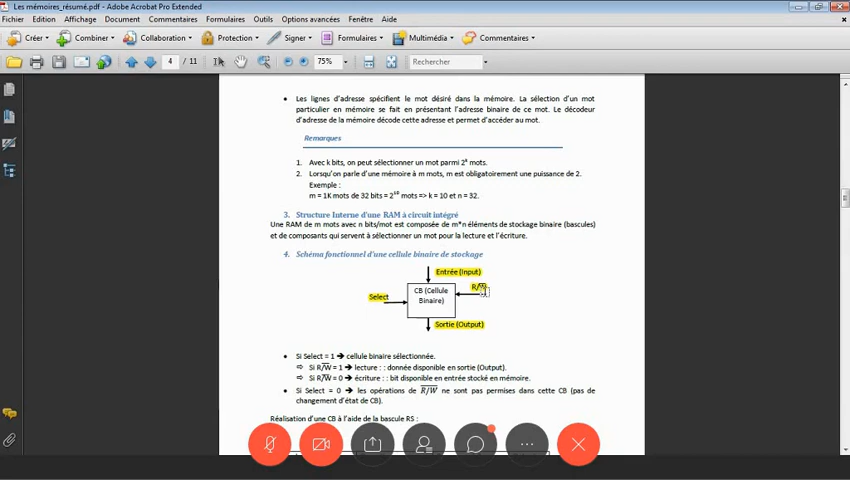 Les mémoires_résumé.pdf - Adobe Acrobat Pro Extended
Fichier Edition Affichage Document Commentaires Formulaires Outils Options avancées Fenêtre Aide
Créer Combiner Collaboration Protection Signer Formulaires Multimédia Commentaires
4 / 11 75% Rechercher
• Les lignes d'adresse spécifient le mot désiré dans la mémoire. La sélection d'un mot
particulier en mémoire se fait en présentant l'adresse binaire de ce mot. Le décodeur
d'adresse de la mémoire décode cette adresse et permet d'accéder au mot.
Remarques
1. Avec k bits, on peut sélectionner un mot parmi 2ᵏ mots.
2. Lorsqu'on parle d'une mémoire à m mots, m est obligatoirement une puissance de 2.
Exemple :
m = 1K mots de 32 bits = 2¹⁰ mots => k = 10 et n = 32.
3. Structure Interne d'une RAM à circuit intégré
Une RAM de m mots avec n bits/mot est composée de m*n éléments de stockage binaire (bascules)
et de composants qui servent à sélectionner un mot pour la lecture et l'écriture.
4. Schéma fonctionnel d'une cellule binaire de stockage
Entrée (Input)
R/W̅
CB (Cellule
Binaire)
Select
Sortie (Output)
• Si Select = 1 ➔ cellule binaire sélectionnée.
⇨ Si R/W̅ = 1 ➔ lecture : : donnée disponible en sortie (Output).
⇨ Si R/W̅ = 0 ➔ écriture : : bit disponible en entrée stocké en mémoire.
• Si Select = 0 ➔ les opérations de R̅/̅W̅ ne sont pas permises dans cette CB (pas de
changement d'état de CB).
Réalisation d'une CB à l'aide de la bascule RS :